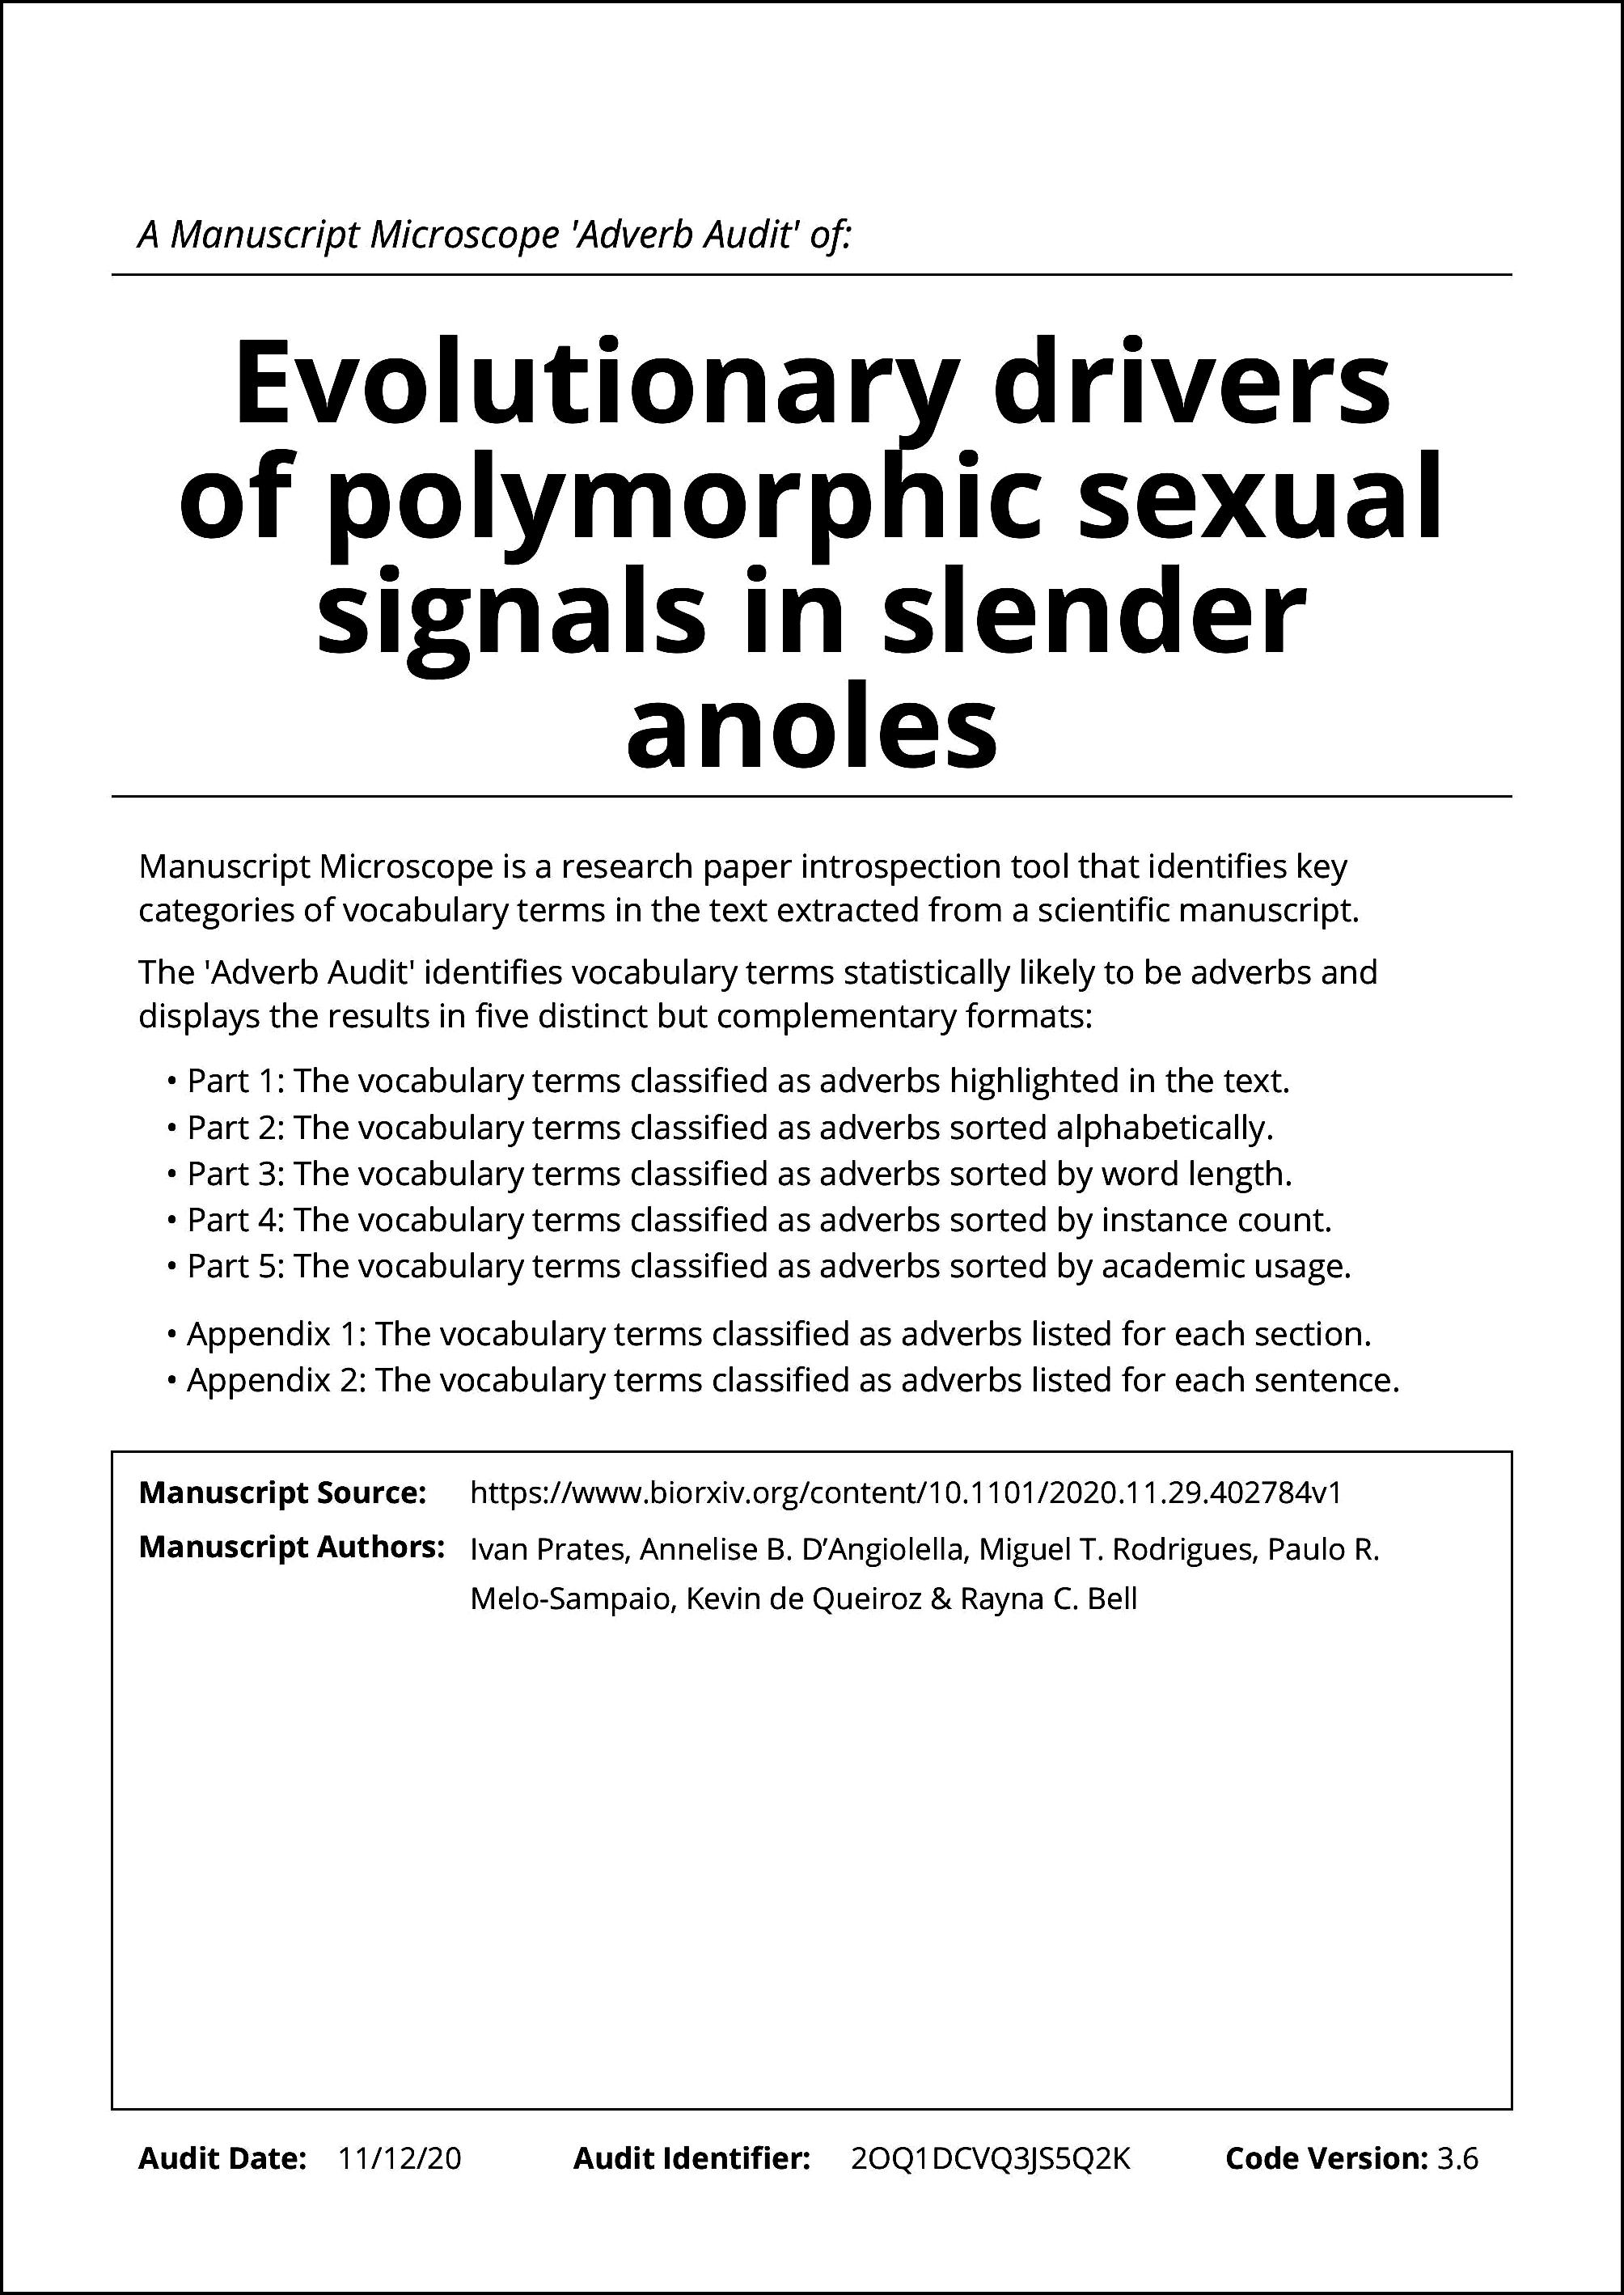 A Manuscript Microscope 'Adverb Audit' of:
Evolutionary drivers
of polymorphic sexual
signals in slender
anoles
Manuscript Microscope is a research paper introspection tool that identifies key
categories of vocabulary terms in the text extracted from a scientific manuscript.
The 'Adverb Audit' identifies vocabulary terms statistically likely to be adverbs and
displays the results in five distinct but complementary formats:
• Part 1: The vocabulary terms classified as adverbs highlighted in the text.
• Part 2: The vocabulary terms classified as adverbs sorted alphabetically.
• Part 3: The vocabulary terms classified as adverbs sorted by word length.
• Part 4: The vocabulary terms classified as adverbs sorted by instance count.
• Part 5: The vocabulary terms classified as adverbs sorted by academic usage.
• Appendix 1: The vocabulary terms classified as adverbs listed for each section.
• Appendix 2: The vocabulary terms classified as adverbs listed for each sentence.
Manuscript Source: https://www.biorxiv.org/content/10.1101/2020.11.29.402784v1
Manuscript Authors: Ivan Prates, Annelise B. D’Angiolella, Miguel T. Rodrigues, Paulo R.
Melo-Sampaio, Kevin de Queiroz & Rayna C. Bell
Audit Date: 11/12/20 Audit Identifier: 2OQ1DCVQ3JS5Q2K Code Version: 3.6